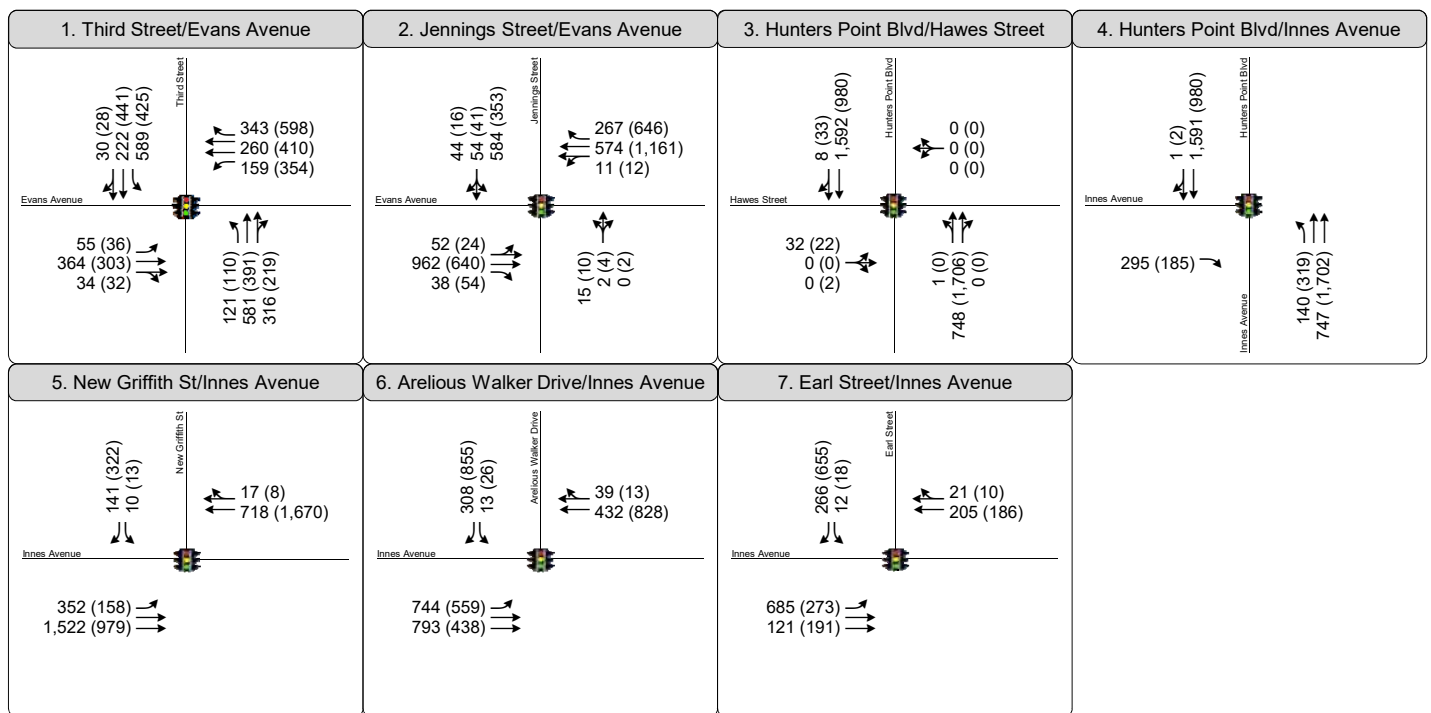 1. Third Street/Evans Avenue
Third Street
30 (28)
222 (441)
589 (425)
343 (598)
260 (410)
159 (354)
Evans Avenue
55 (36)
364 (303)
34 (32)
121 (110)
581 (391)
316 (219)
2. Jennings Street/Evans Avenue
Jennings Street
44 (16)
54 (41)
584 (353)
267 (646)
574 (1,161)
11 (12)
Evans Avenue
52 (24)
962 (640)
38 (54)
15 (10)
2 (4)
0 (2)
3. Hunters Point Blvd/Hawes Street
Hunters Point Blvd
8 (33)
1,592 (980)
0 (0)
0 (0)
0 (0)
Hawes Street
32 (22)
0 (0)
0 (2)
1 (0)
748 (1,706)
0 (0)
4. Hunters Point Blvd/Innes Avenue
Hunters Point Blvd
1 (2)
1,591 (980)
Innes Avenue
295 (185)
140 (319)
747 (1,702)
Innes Avenue
5. New Griffith St/Innes Avenue
New Griffith St
141 (322)
10 (13)
17 (8)
718 (1,670)
Innes Avenue
352 (158)
1,522 (979)
6. Arelious Walker Drive/Innes Avenue
Arelious Walker Drive
308 (855)
13 (26)
39 (13)
432 (828)
Innes Avenue
744 (559)
793 (438)
7. Earl Street/Innes Avenue
Earl Street
266 (655)
12 (18)
21 (10)
205 (186)
Innes Avenue
685 (273)
121 (191)